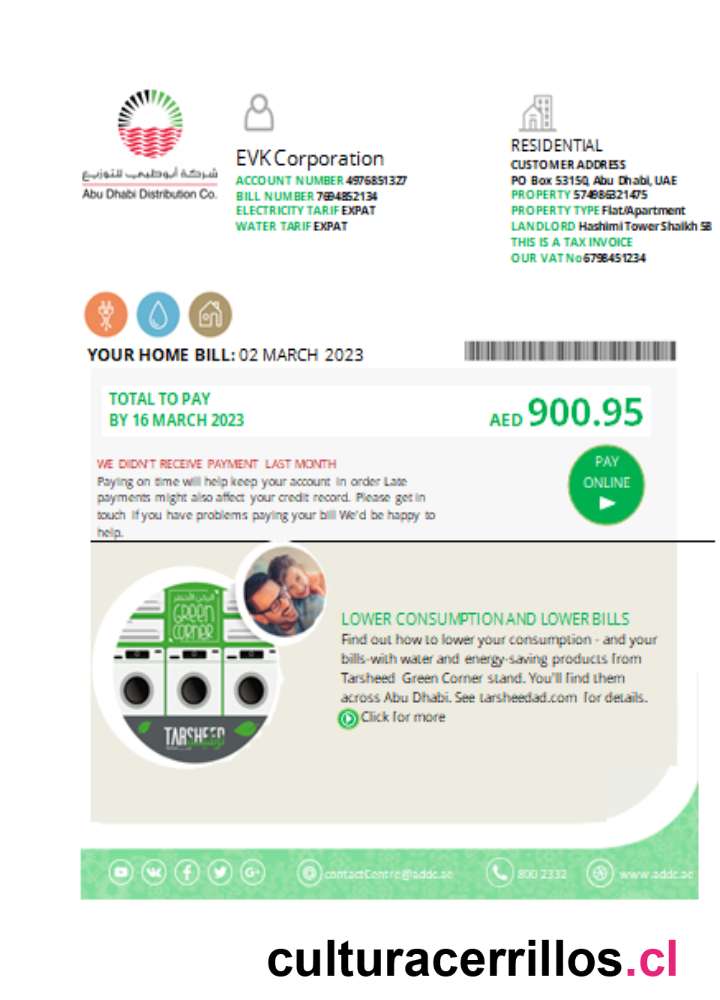 شركة أبوظبي للتوزيع
Abu Dhabi Distribution Co.
EVK Corporation
ACCOUNT NUMBER 4976851327
BILL NUMBER 7694852134
ELECTRICITY TARIF EXPAT
WATER TARIF EXPAT
RESIDENTIAL
CUSTOMER ADDRESS
PO Box 53150, Abu Dhabi, UAE
PROPERTY 574986321475
PROPERTY TYPE Flat/Apartment
LANDLORD Hashimi Tower Shaikh 58
THIS IS A TAX INVOICE
OUR VAT No 6798451234
YOUR HOME BILL: 02 MARCH 2023
TOTAL TO PAY
BY 16 MARCH 2023
AED 900.95
WE DIDN'T RECEIVE PAYMENT LAST MONTH
Paying on time will help keep your account in order Late
payments might also affect your credit record. Please get in
touch If you have problems paying your bill We'd be happy to
help.
PAY
ONLINE
Green
corner
TARSHEED
LOWER CONSUMPTION AND LOWER BILLS
Find out how to lower your consumption - and your
bills-with water and energy-saving products from
Tarsheed Green Corner stand. You'll find them
across Abu Dhabi. See tarsheedad.com for details.
Click for more
contactCentre@addc.ae
800 2332
www.addc.ae
culturacerrillos.cl